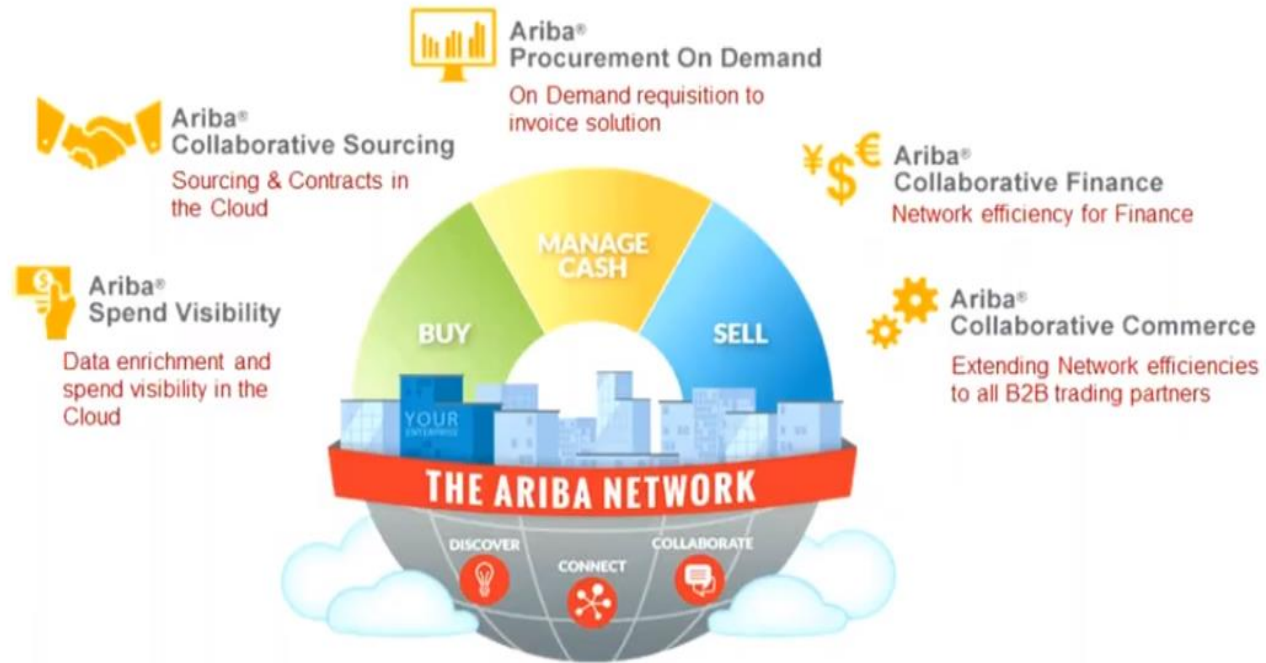 Ariba®
Procurement On Demand
On Demand requisition to
invoice solution
Ariba®
Collaborative Sourcing
Sourcing & Contracts in
the Cloud
¥$€
Ariba®
Collaborative Finance
Network efficiency for Finance
Ariba®
Spend Visibility
Data enrichment and
spend visibility in the
Cloud
$
Ariba®
Collaborative Commerce
Extending Network efficiencies
to all B2B trading partners
MANAGE
CASH
BUY
SELL
YOUR
ENTERPRISE
THE ARIBA NETWORK
DISCOVER
CONNECT
COLLABORATE